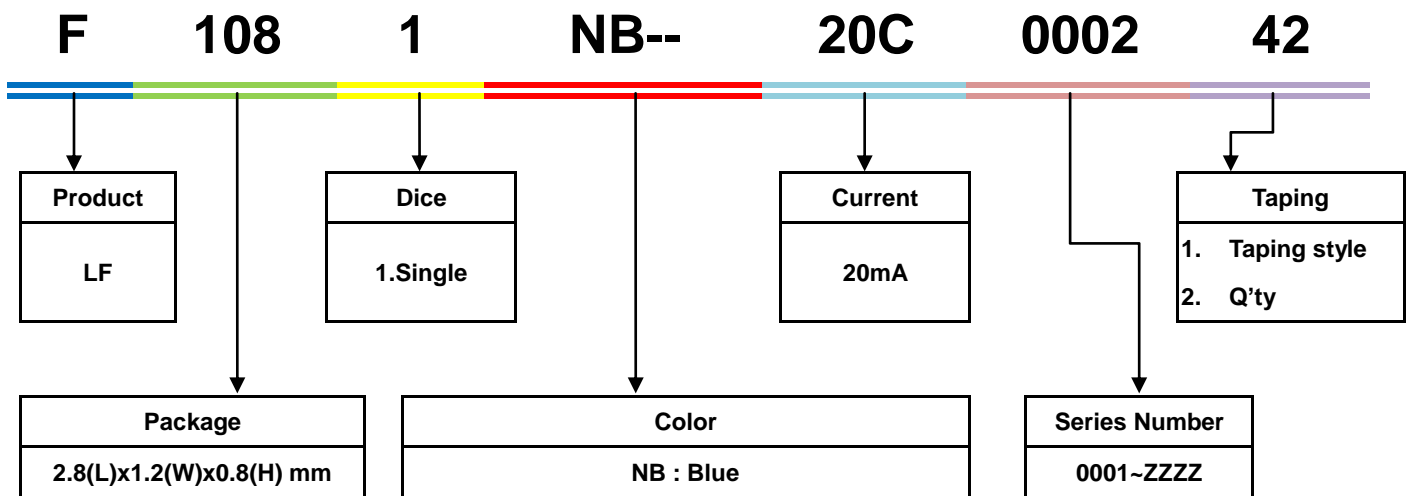 F 108 1 NB-- 20C 0002 42
Product
LF
Dice
1.Single
Current
20mA
Taping
1. Taping style
2. Q’ty
Package
2.8(L)x1.2(W)x0.8(H) mm
Color
NB : Blue
Series Number
0001~ZZZZ